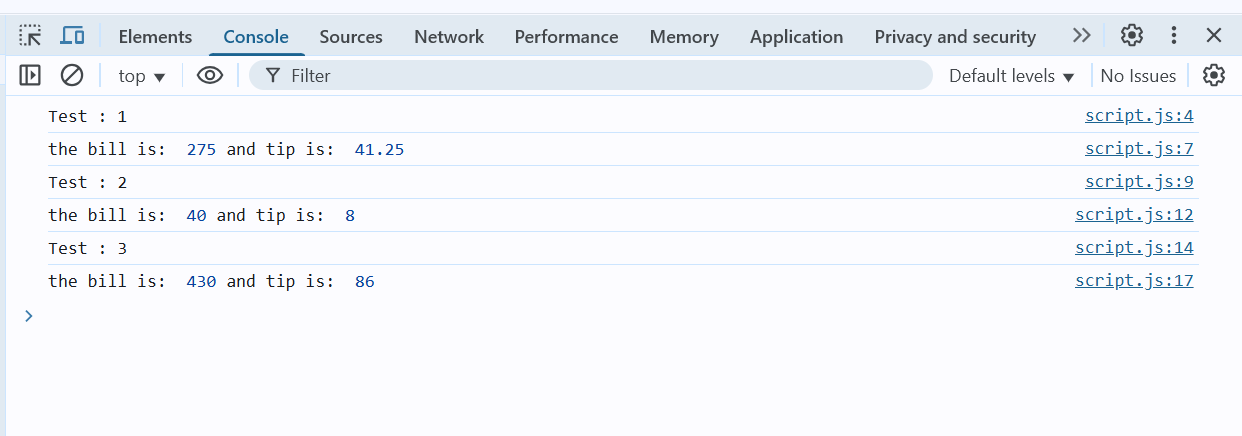 Elements Console Sources Network Performance Memory Application Privacy and security
top Filter Default levels No Issues
Test : 1 script.js:4
the bill is:  275 and tip is:  41.25 script.js:7
Test : 2 script.js:9
the bill is:  40 and tip is:  8 script.js:12
Test : 3 script.js:14
the bill is:  430 and tip is:  86 script.js:17